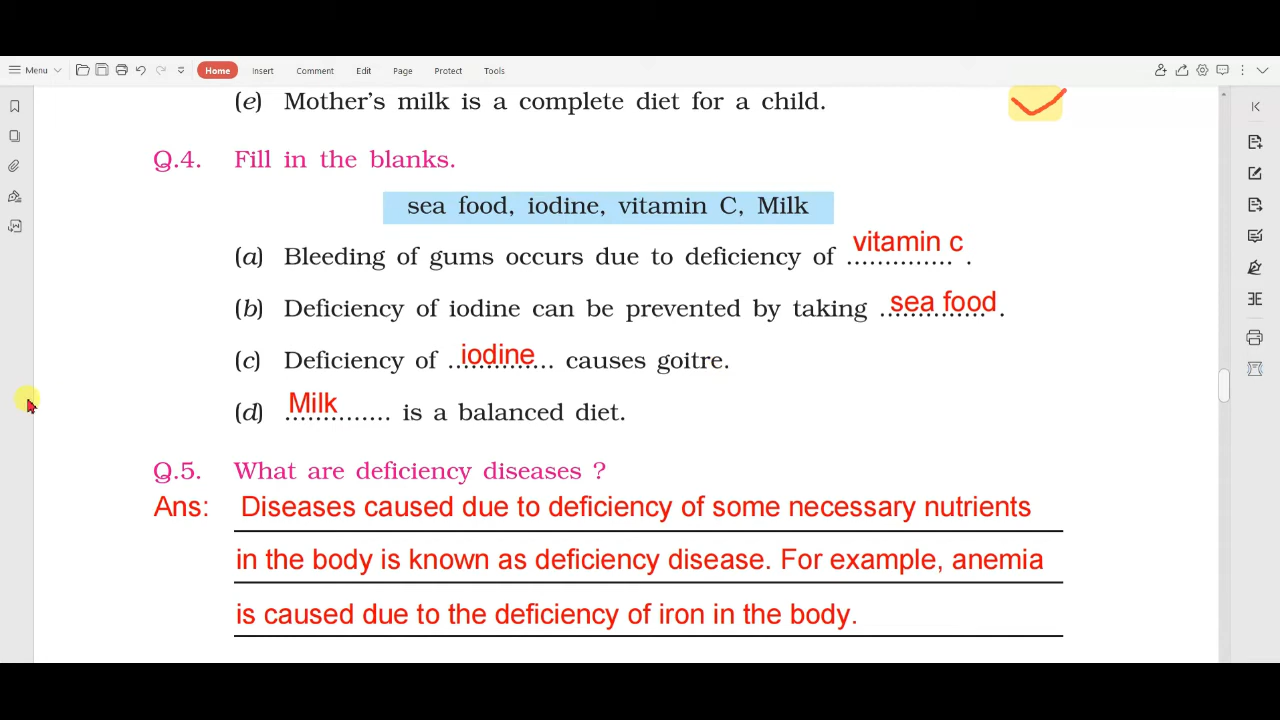 Menu Home Insert Comment Edit Page Protect Tools
(e) Mother's milk is a complete diet for a child.
Q.4. Fill in the blanks.
sea food, iodine, vitamin C, Milk
(a) Bleeding of gums occurs due to deficiency of vitamin c .............. .
(b) Deficiency of iodine can be prevented by taking sea food .............. .
(c) Deficiency of iodine .............. causes goitre.
(d) Milk .............. is a balanced diet.
Q.5. What are deficiency diseases ?
Ans: Diseases caused due to deficiency of some necessary nutrients
in the body is known as deficiency disease. For example, anemia
is caused due to the deficiency of iron in the body.